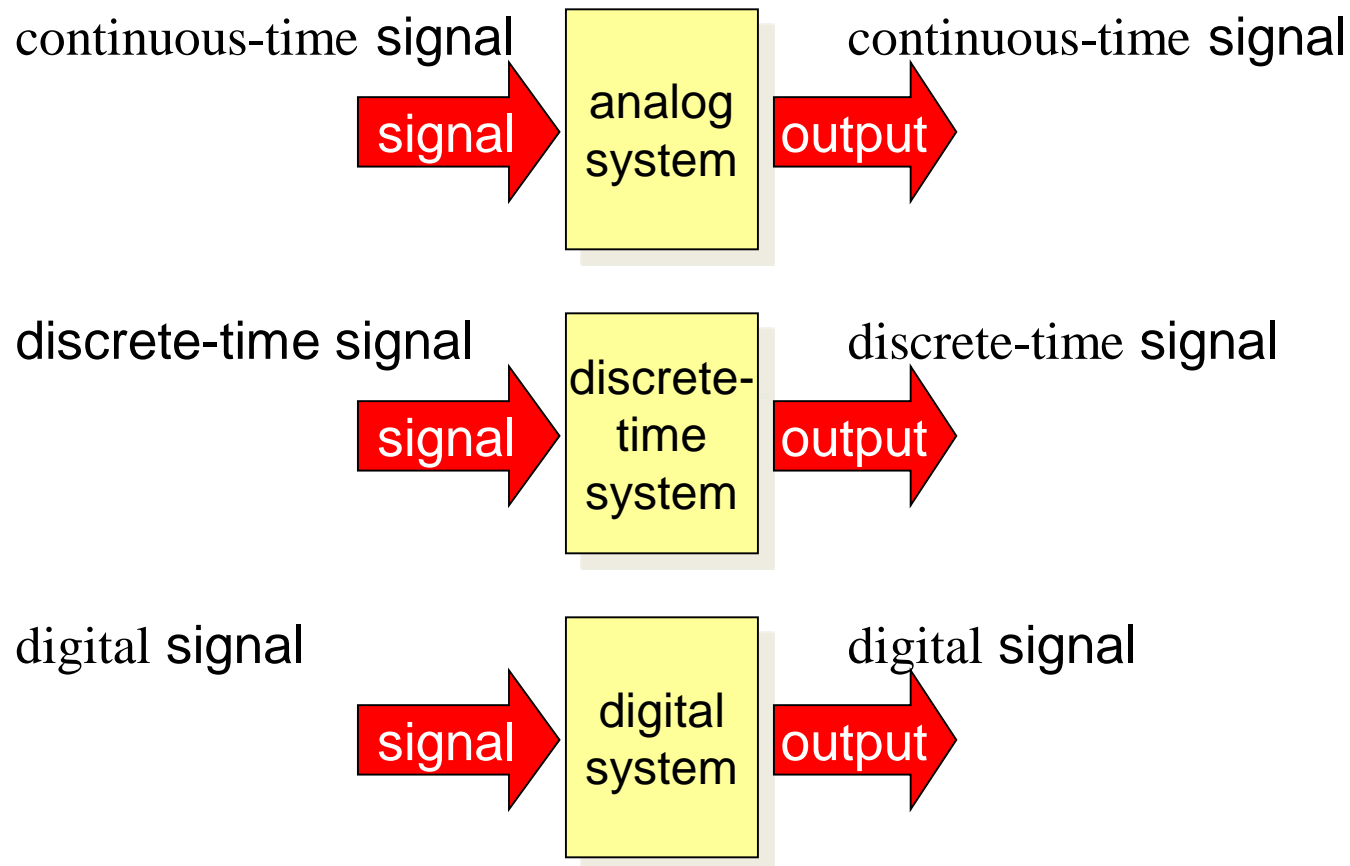 continuous-time signal
continuous-time signal
signal
analog
system
output
discrete-time signal
discrete-time signal
signal
discrete-
time
system
output
digital signal
digital signal
signal
digital
system
output